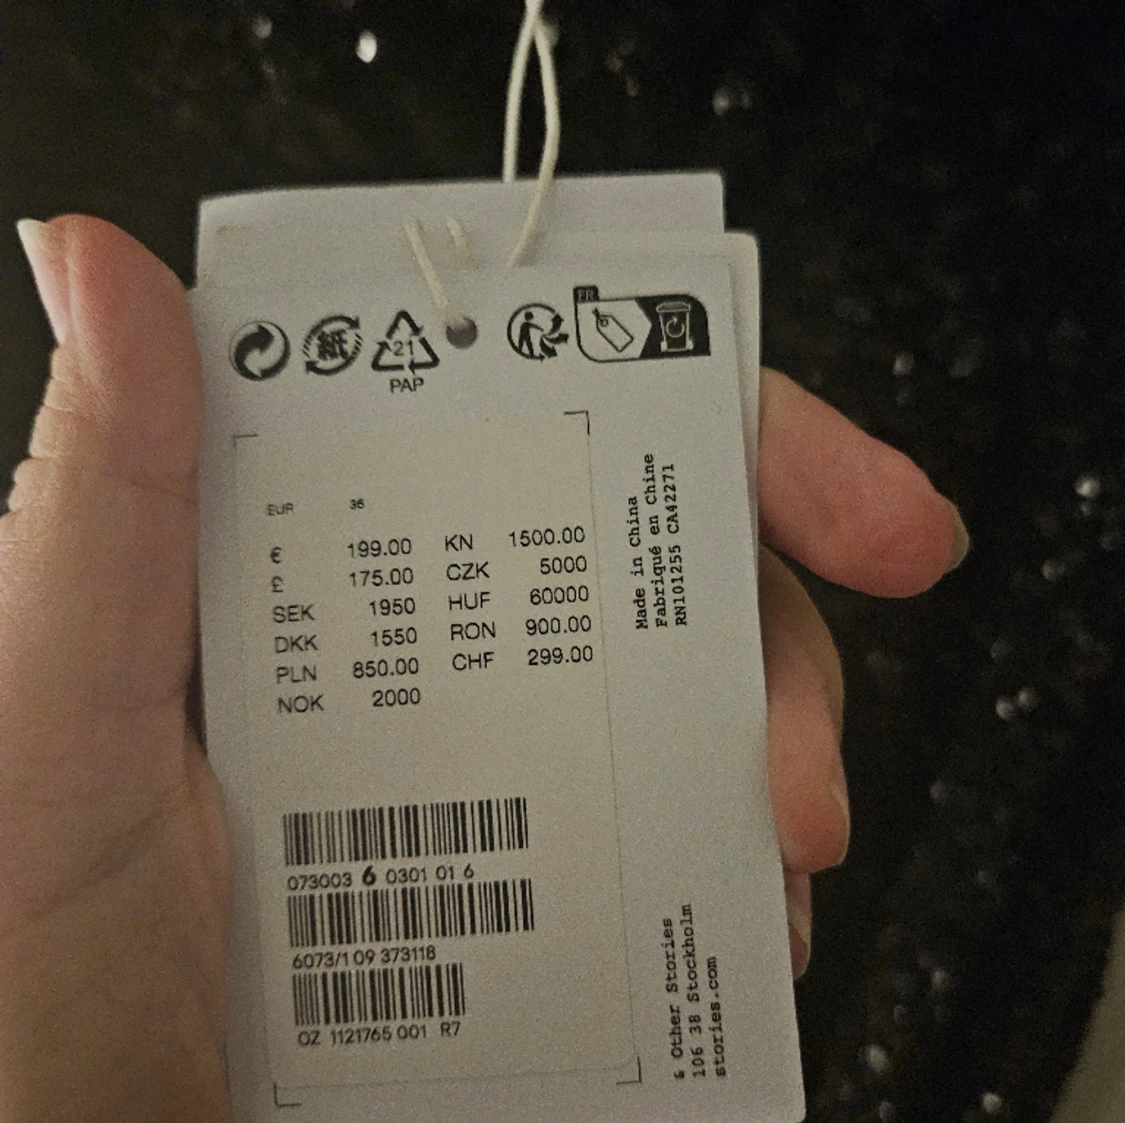 FR
紙
21
PAP
EUR 36
€ 199.00 KN 1500.00
£ 175.00 CZK 5000
SEK 1950 HUF 60000
DKK 1550 RON 900.00
PLN 850.00 CHF 299.00
NOK 2000
Made in China
Fabriqué en Chine
RN101255 CA42271
073003 6 0301 01 6
6073/1 09 373118
OZ 1121765 001 R7
& Other Stories
106 38 Stockholm
stories.com